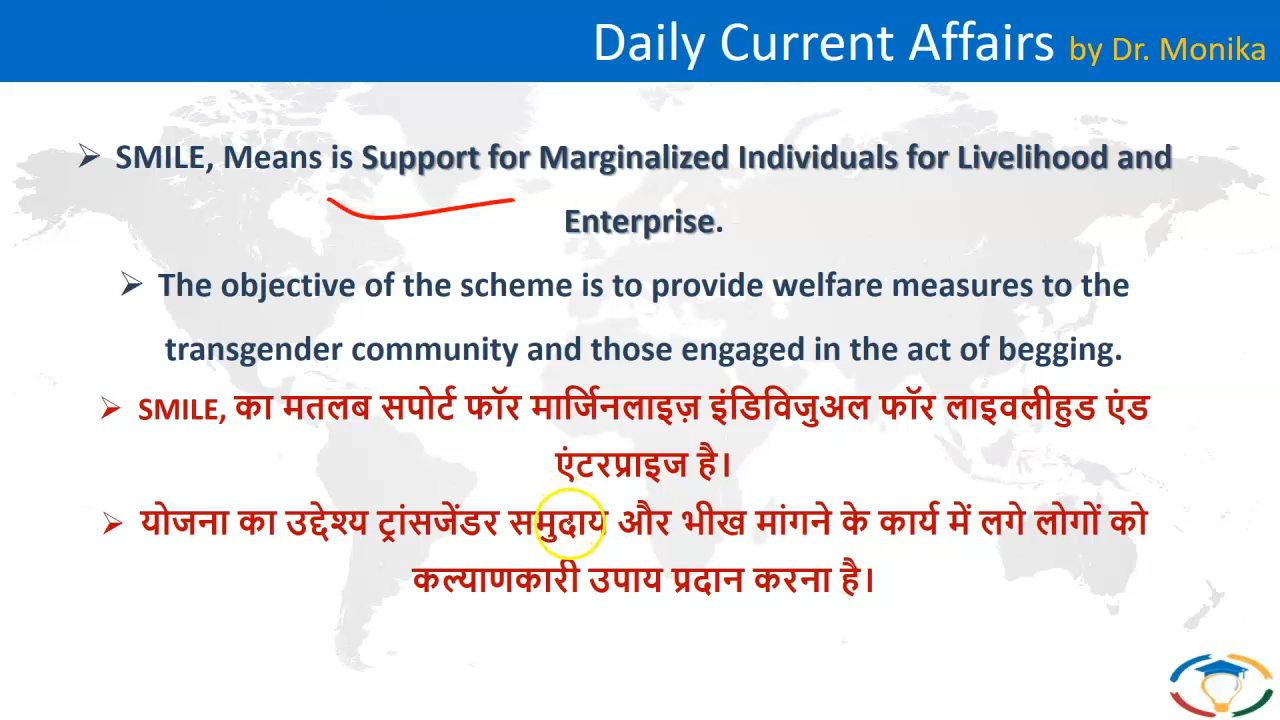 Daily Current Affairs by Dr. Monika
➢ SMILE, Means is Support for Marginalized Individuals for Livelihood and
Enterprise.
➢ The objective of the scheme is to provide welfare measures to the
transgender community and those engaged in the act of begging.
➢ SMILE, का मतलब सपोर्ट फॉर मार्जिनलाइज़ इंडिविजुअल फॉर लाइवलीहुड एंड
एंटरप्राइज है।
➢ योजना का उद्देश्य ट्रांसजेंडर समुदाय और भीख मांगने के कार्य में लगे लोगों को
कल्याणकारी उपाय प्रदान करना है।